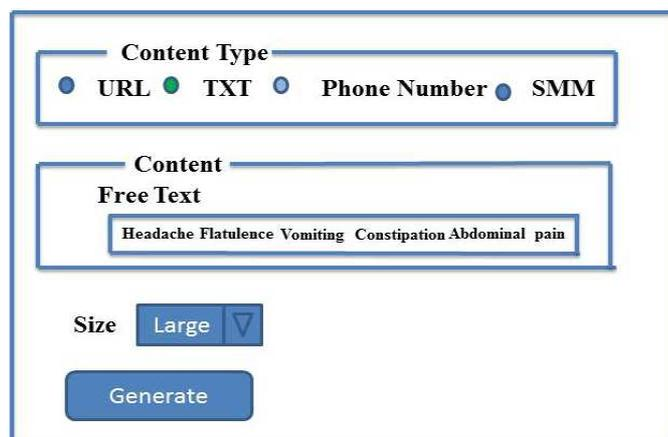 Content Type
URL TXT Phone Number SMM
Content
Free Text
Headache Flatulence Vomiting Constipation Abdominal pain
Size Large
Generate